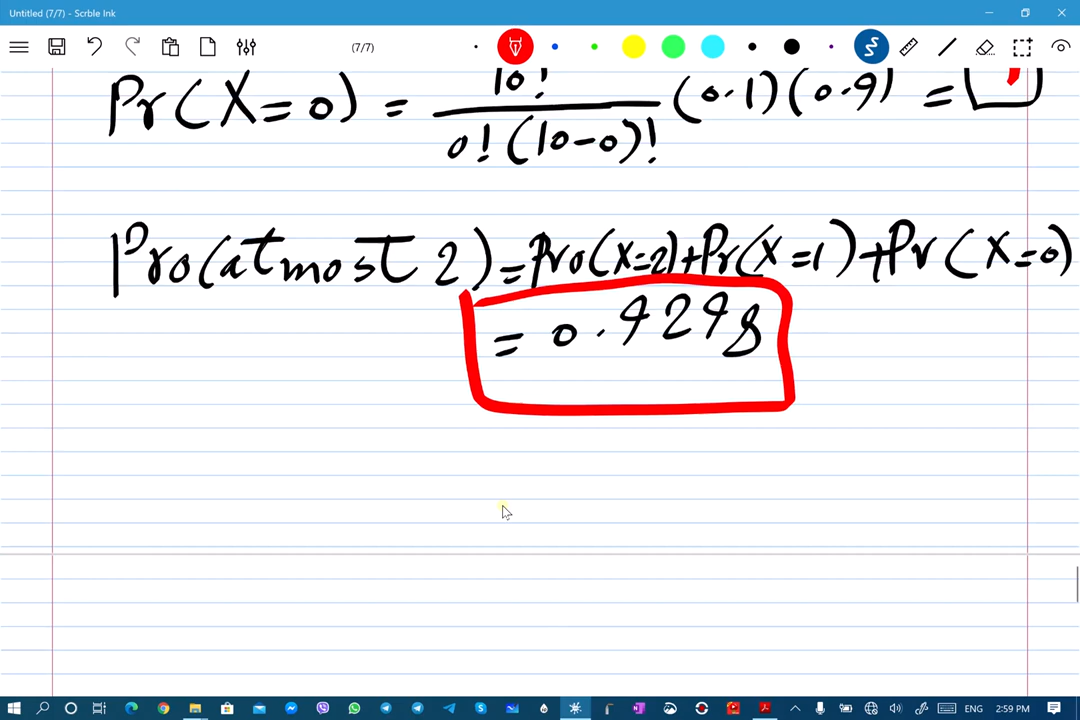 Untitled (7/7) - Scrble Ink
(7/7)
Pr(X=0) = 10! / 0!(10-0)! (0.1)(0.9) =
Pro(atmost 2)=Pro(X=2)+Pr(X=1)+Pr(X=0)
= 0.9298
ENG 2:59 PM